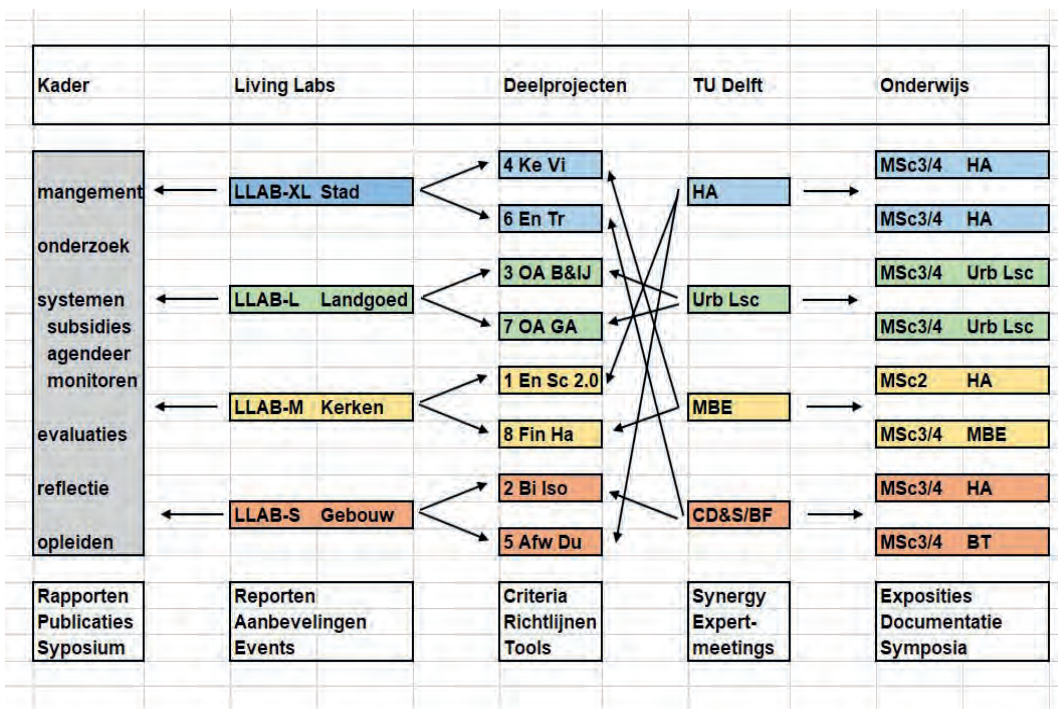 Kader Living Labs Deelprojecten TU Delft Onderwijs
4 Ke Vi MSc3/4 HA
mangement LLAB-XL Stad HA
6 En Tr MSc3/4 HA
onderzoek
3 OA B&IJ MSc3/4 Urb Lsc
systemen LLAB-L Landgoed Urb Lsc
subsidies 7 OA GA MSc3/4 Urb Lsc
agendeer
monitoren 1 En Sc 2.0 MSc2 HA
LLAB-M Kerken MBE
evaluaties 8 Fin Ha MSc3/4 MBE
reflectie 2 Bi Iso MSc3/4 HA
LLAB-S Gebouw CD&S/BF
opleiden 5 Afw Du MSc3/4 BT
Rapporten Reporten Criteria Synergy Exposities
Publicaties Aanbevelingen Richtlijnen Expert- Documentatie
Syposium Events Tools meetings Symposia